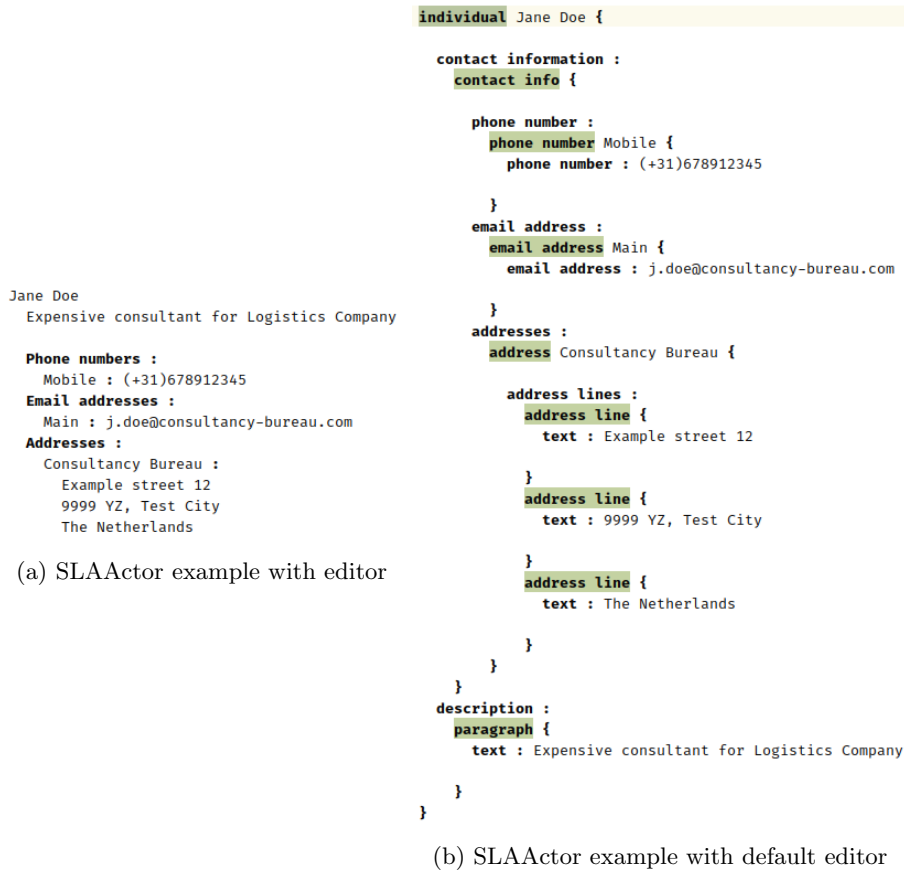 Jane Doe
Expensive consultant for Logistics Company
Phone numbers :
Mobile : (+31)678912345
Email addresses :
Main : j.doe@consultancy-bureau.com
Addresses :
Consultancy Bureau :
Example street 12
9999 YZ, Test City
The Netherlands
(a) SLAActor example with editor
individual Jane Doe {
contact information :
contact info {
phone number :
phone number Mobile {
phone number : (+31)678912345
}
email address :
email address Main {
email address : j.doe@consultancy-bureau.com
}
addresses :
address Consultancy Bureau {
address lines :
address line {
text : Example street 12
}
address line {
text : 9999 YZ, Test City
}
address line {
text : The Netherlands
}
}
}
description :
paragraph {
text : Expensive consultant for Logistics Company
}
}
(b) SLAActor example with default editor